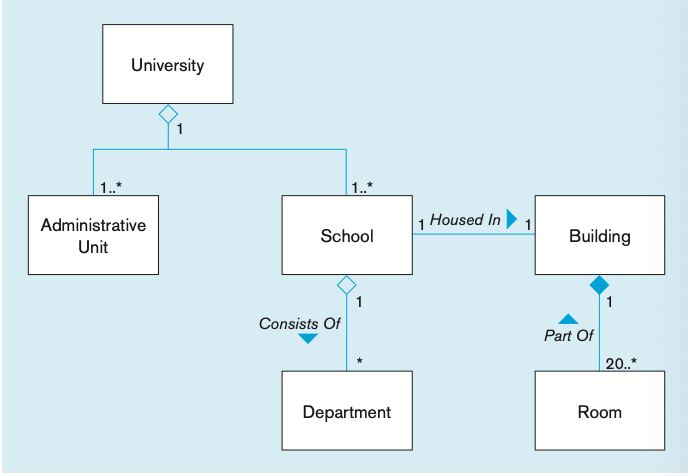 University
1
1..*
1..*
Administrative
Unit
School
1 Housed In 1
Building
1
1
Consists Of
Part Of
*
20..*
Department
Room